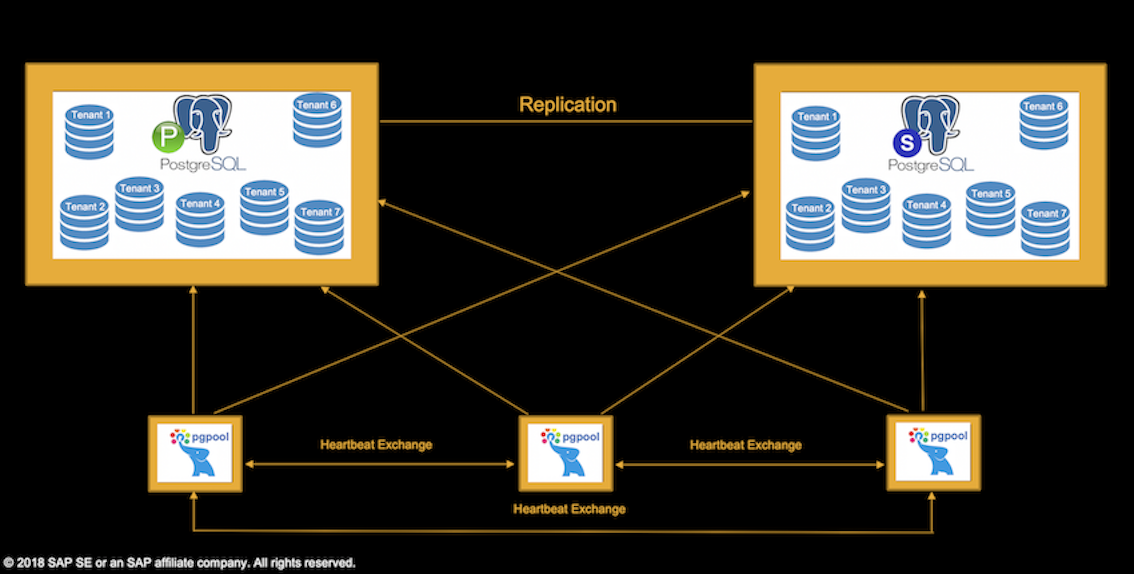 Replication
Tenant 1
Tenant 6
P
PostgreSQL
Tenant 3
Tenant 5
Tenant 2
Tenant 4
Tenant 7
Tenant 1
Tenant 6
S
PostgreSQL
Tenant 3
Tenant 5
Tenant 2
Tenant 4
Tenant 7
pgpool
Heartbeat Exchange
pgpool
Heartbeat Exchange
pgpool
Heartbeat Exchange
© 2018 SAP SE or an SAP affiliate company. All rights reserved.